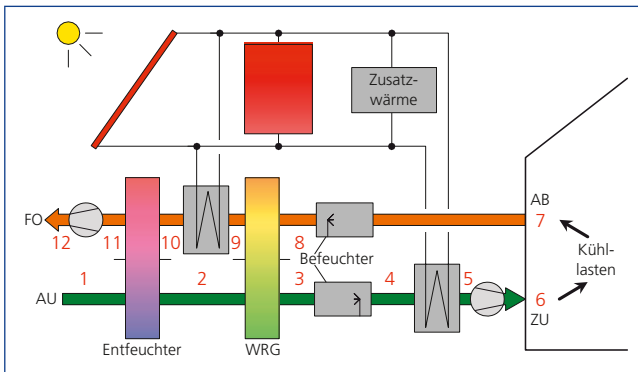 Zusatz-
wärme
AB
FO
7
12
11
10
9
8
Befeuchter
Kühl-
lasten
1
2
3
4
5
6
AU
ZU
Entfeuchter
WRG